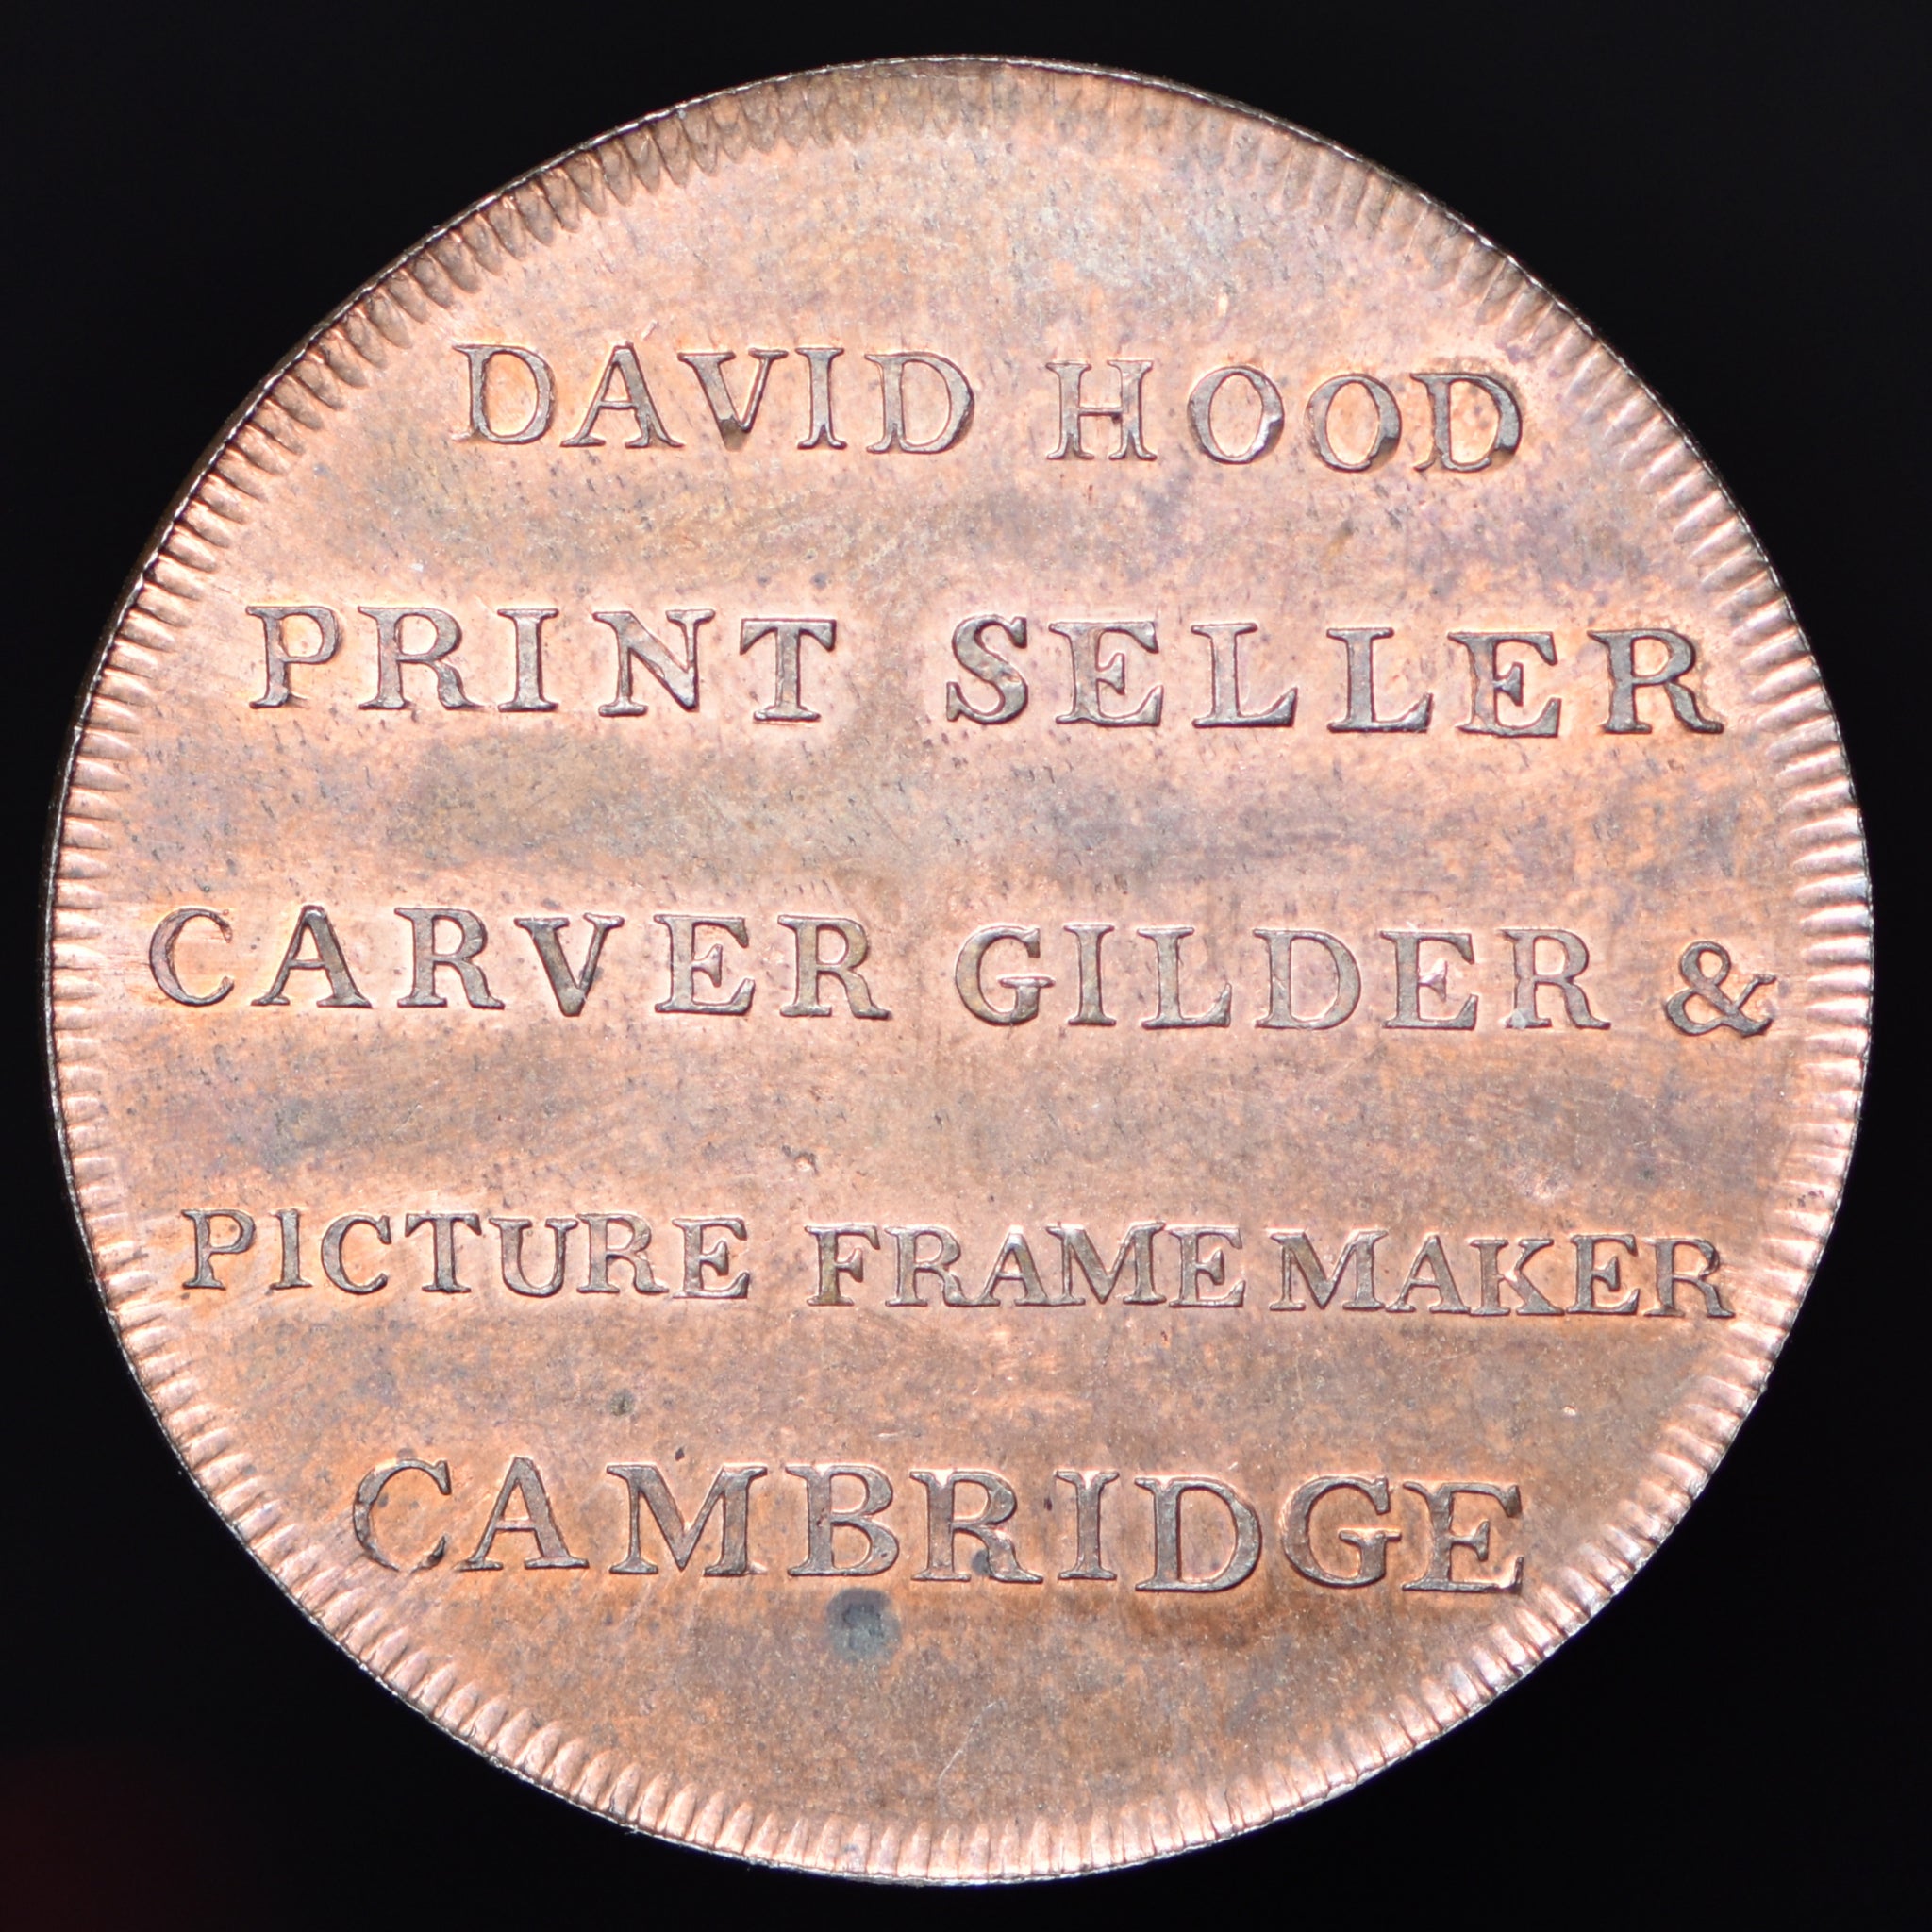 DAVID HOOD
PRINT SELLER
CARVER GILDER &
PICTURE FRAME MAKER
CAMBRIDGE